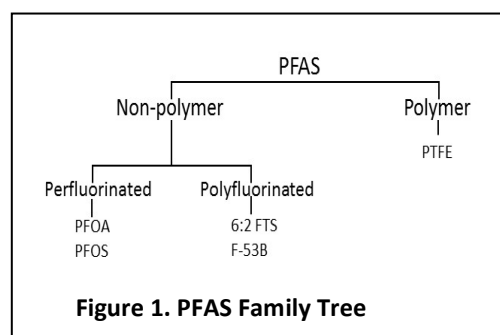 PFAS
Non-polymer
Polymer
PTFE
Perfluorinated
Polyfluorinated
PFOA
6:2 FTS
PFOS
F-53B
Figure 1. PFAS Family Tree